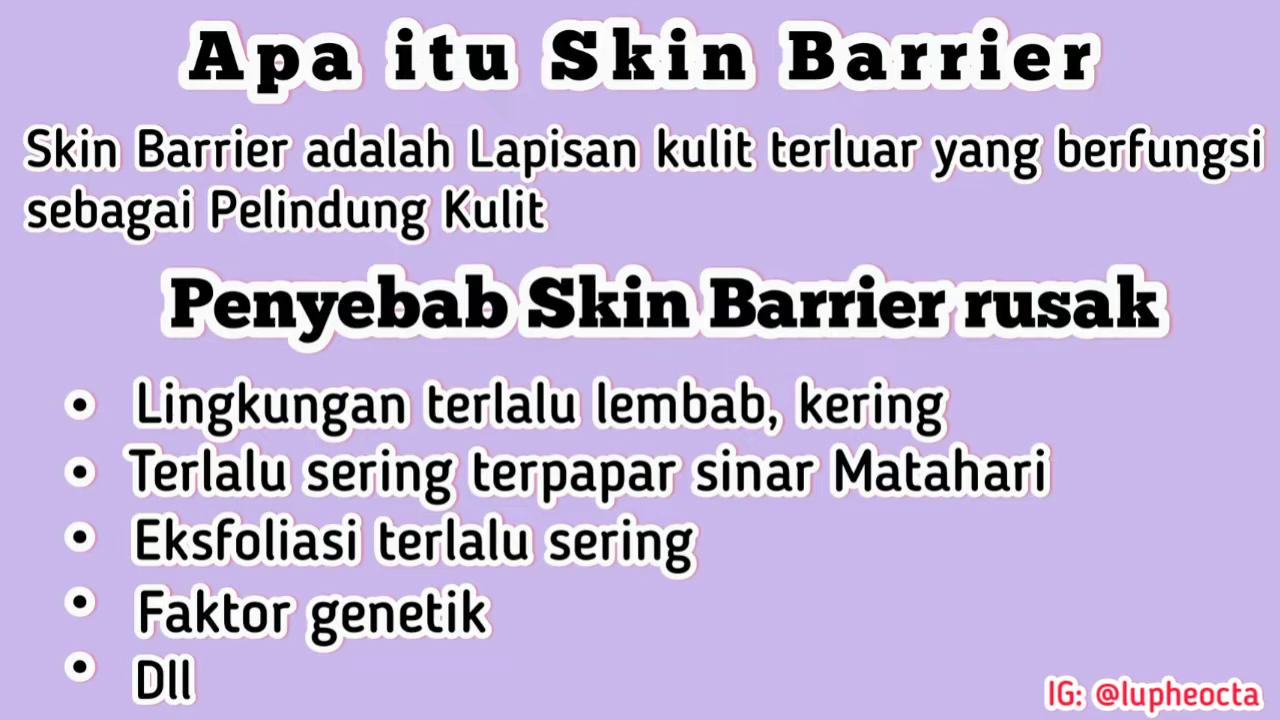 Apa itu Skin Barrier
Skin Barrier adalah Lapisan kulit terluar yang berfungsi
sebagai Pelindung Kulit
Penyebab Skin Barrier rusak
• Lingkungan terlalu lembab, kering
• Terlalu sering terpapar sinar Matahari
• Eksfoliasi terlalu sering
• Faktor genetik
• Dll
IG: @lupheocta